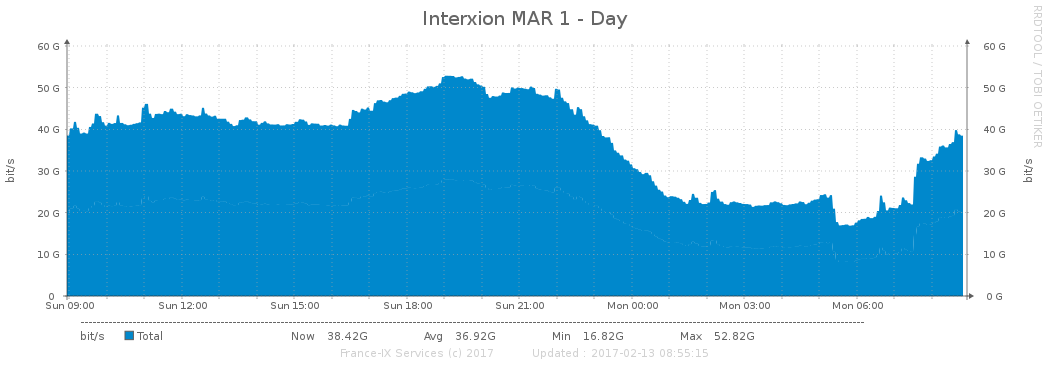 Interxion MAR 1 - Day
RRDTOOL / TOBI OETIKER
60 G 60 G
50 G 50 G
40 G 40 G
30 G 30 G
20 G 20 G
10 G 10 G
0 0 G
bit/s
bit/s
Sun 09:00 Sun 12:00 Sun 15:00 Sun 18:00 Sun 21:00 Mon 00:00 Mon 03:00 Mon 06:00
bit/s Total Now 38.42G Avg 36.92G Min 16.82G Max 52.82G
France-IX Services (c) 2017 Updated : 2017-02-13 08:55:15